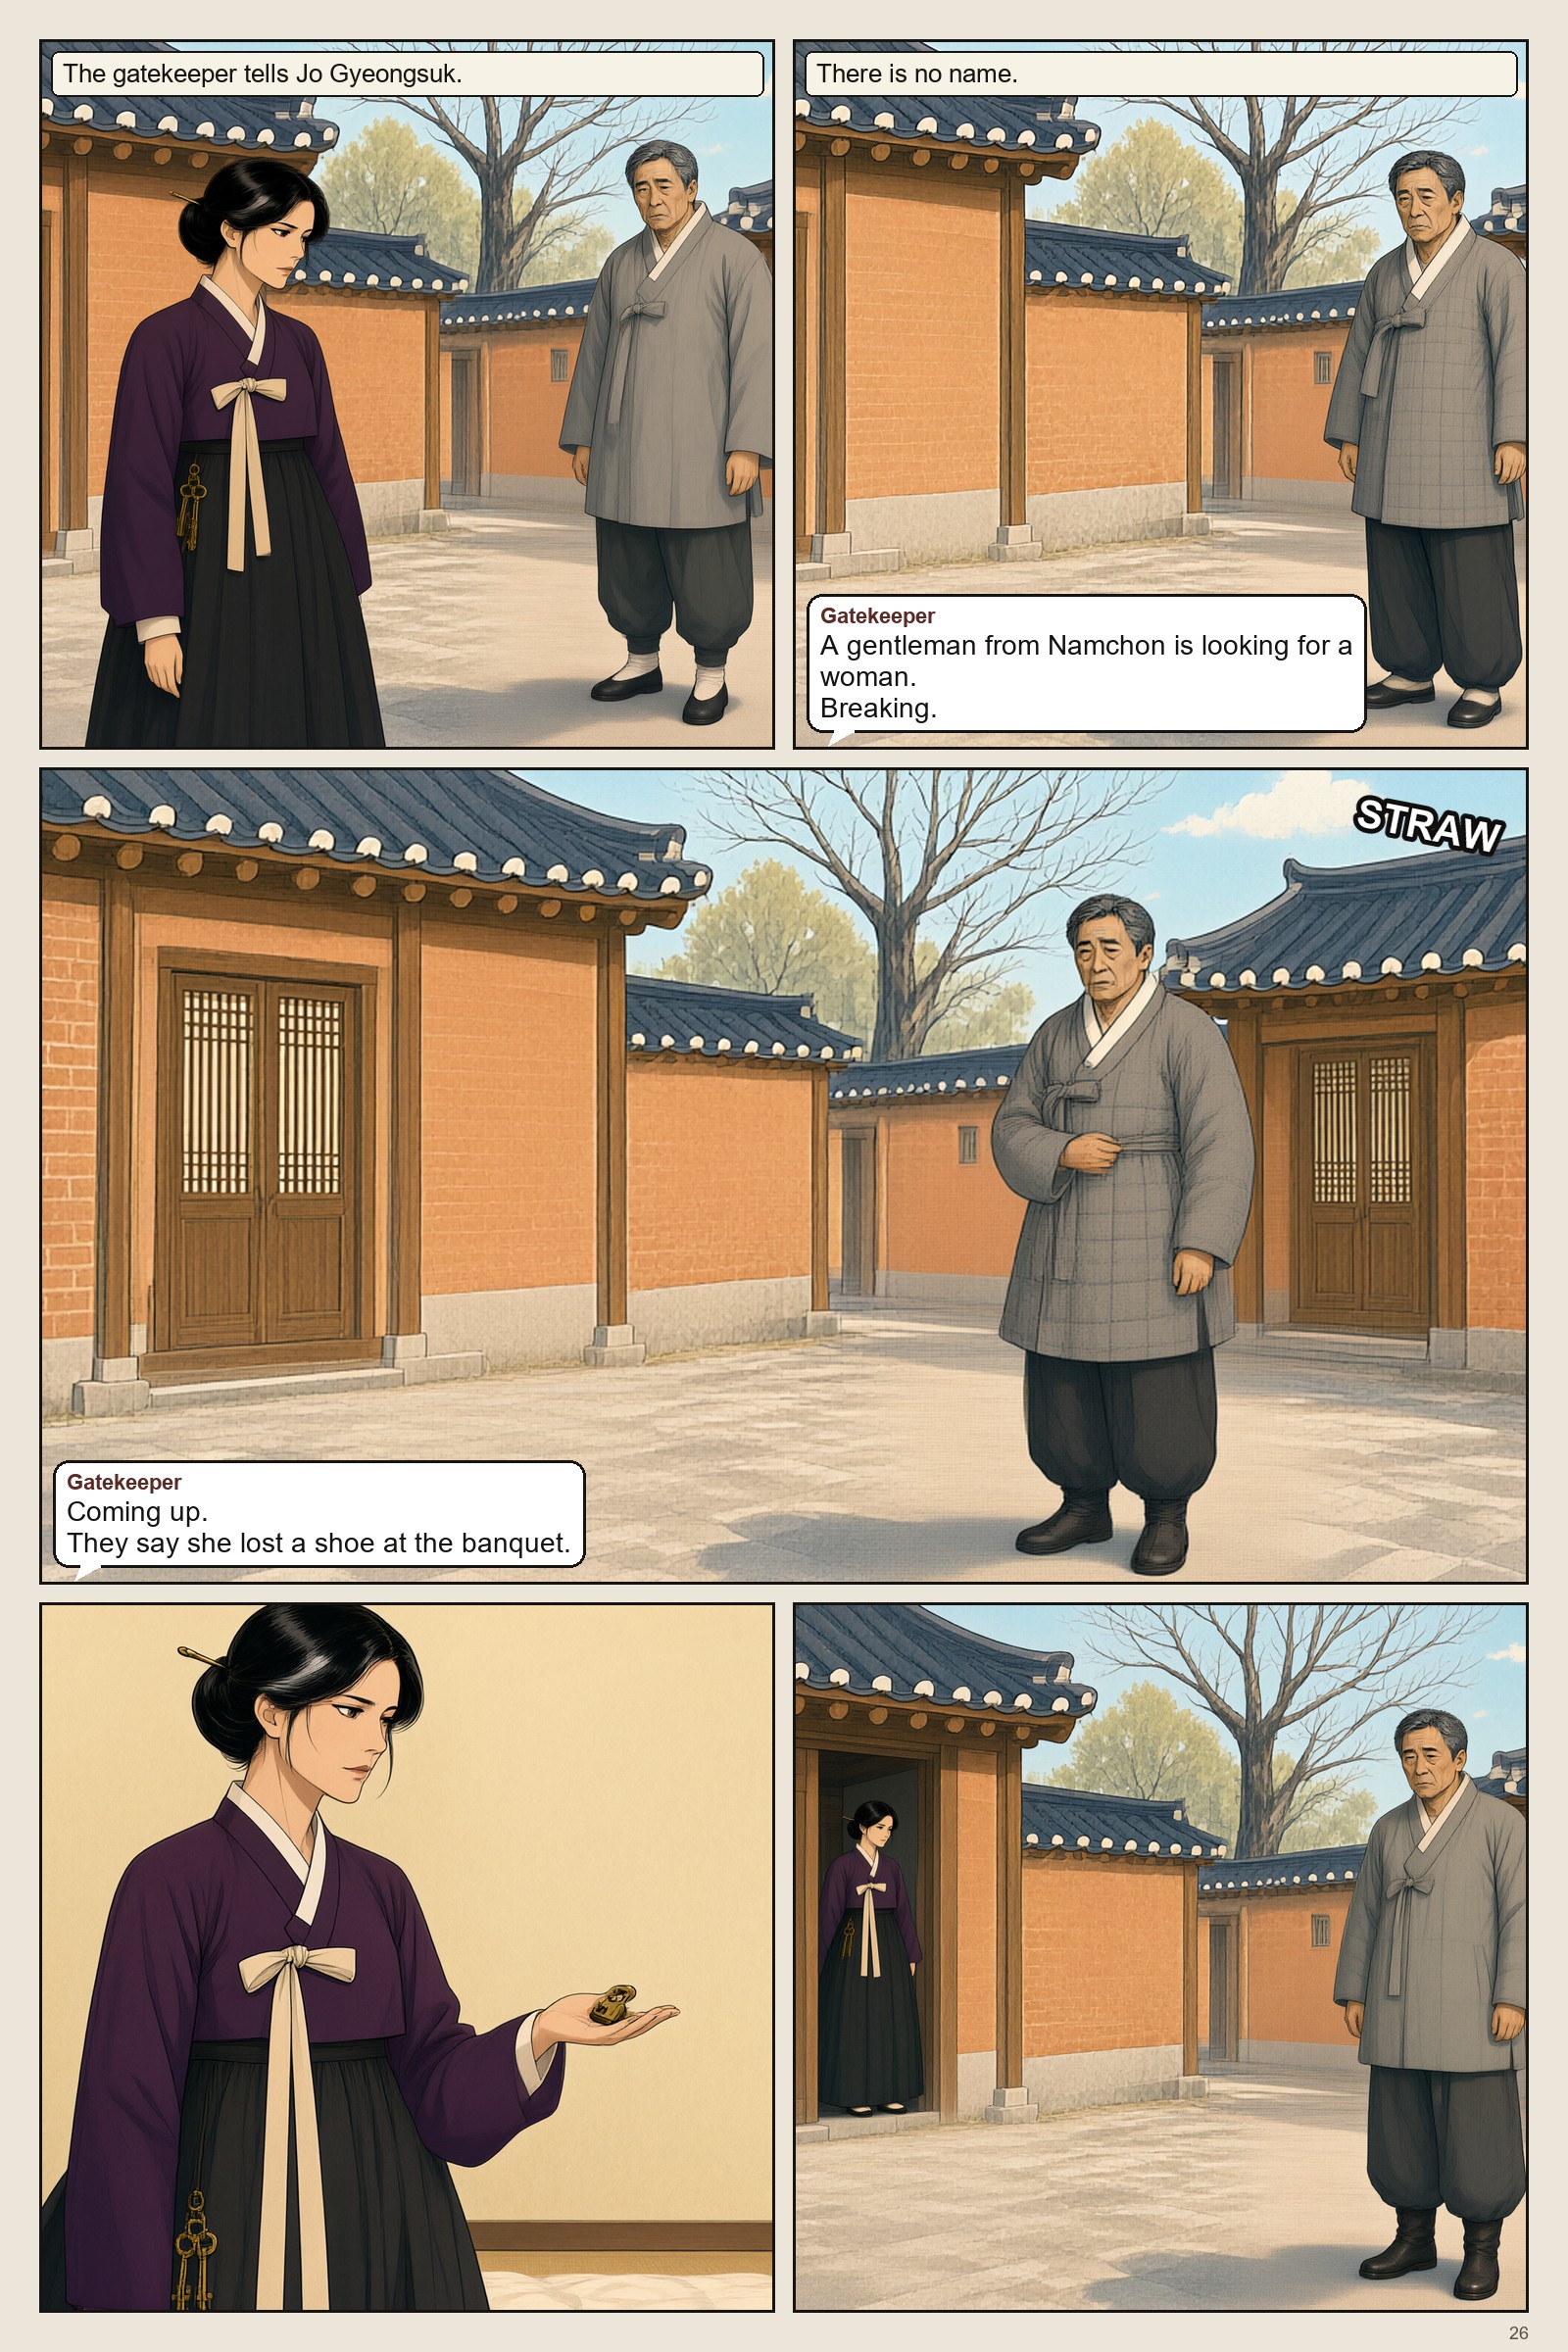 The gatekeeper tells Jo Gyeongsuk.
There is no name.
Gatekeeper
A gentleman from Namchon is looking for a
woman.
Breaking.
STRAW
Gatekeeper
Coming up.
They say she lost a shoe at the banquet.
26